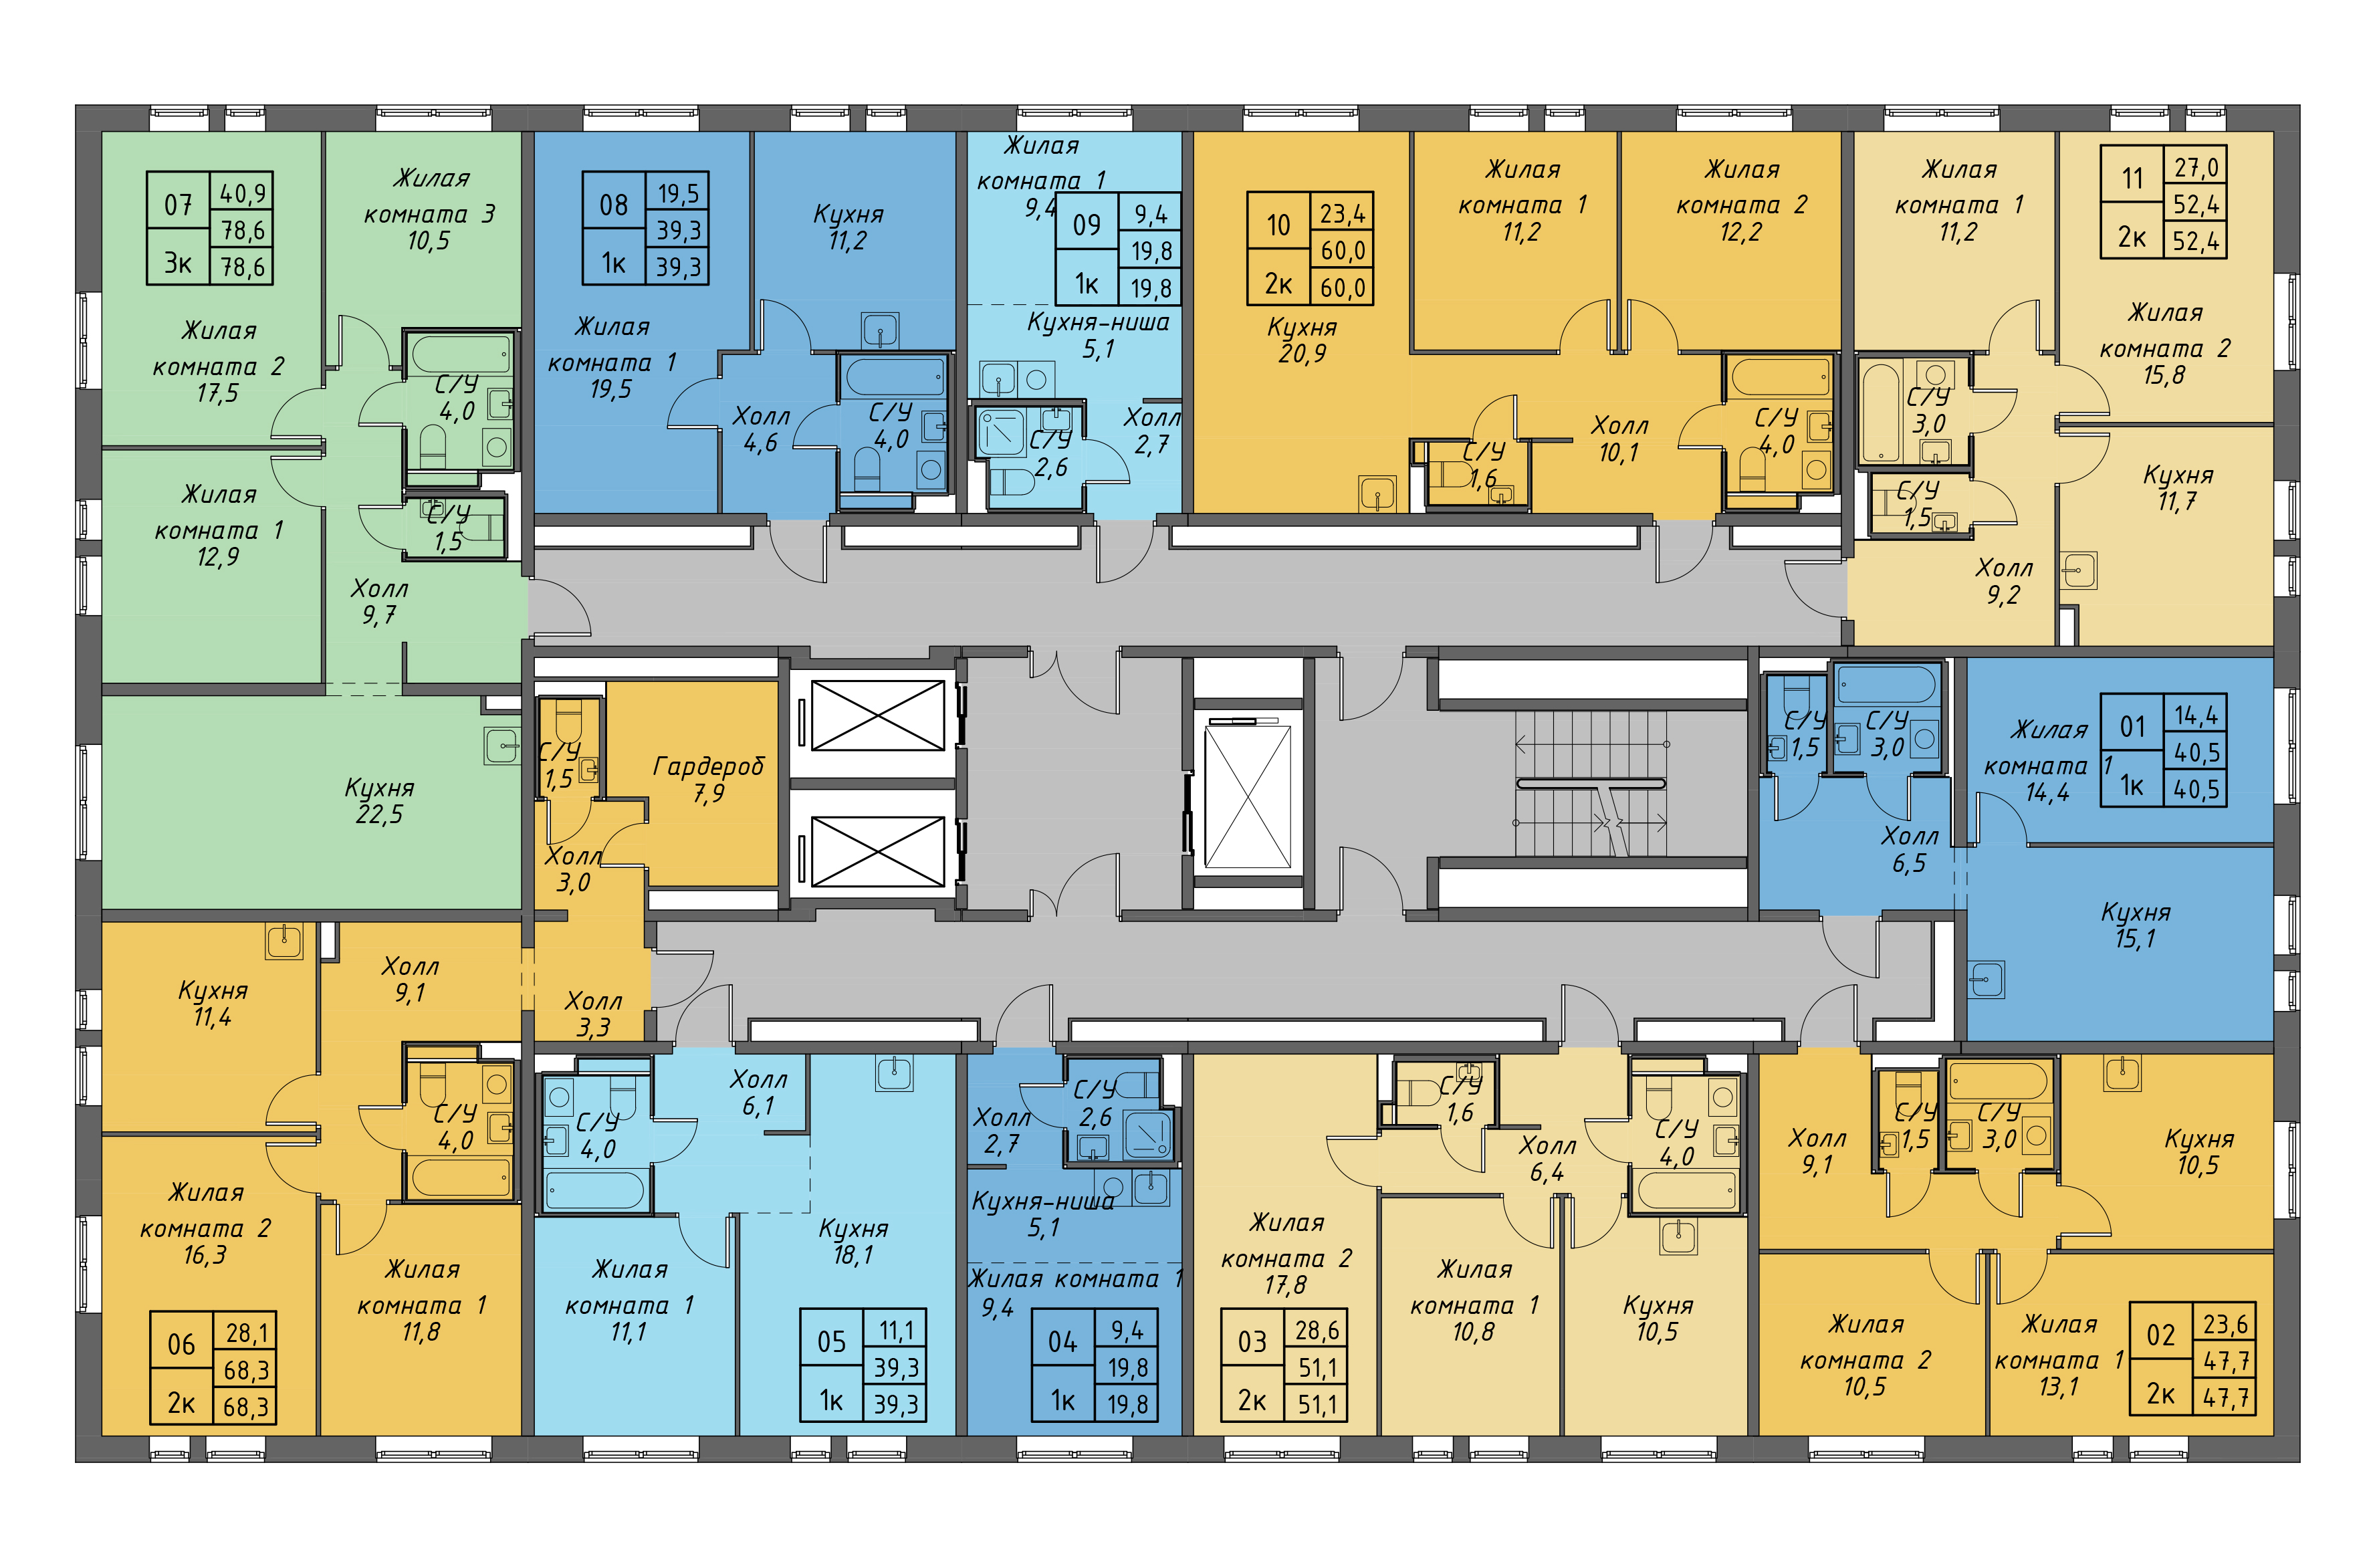 07
3к
40,9
78,6
78,6
Жилая
комната 2
17,5
Жилая
комната 3
10,5
С/У
4,0
Жилая
комната 1
12,9
С/У
1,5
Холл
9,7
Кухня
22,5
08
1к
19,5
39,3
39,3
Жилая
комната 1
19,5
Кухня
11,2
Холл
4,6
С/У
4,0
Жилая
комната 1
9,4
09
1к
9,4
19,8
19,8
Кухня-ниша
5,1
С/У
2,6
Холл
2,7
10
2к
23,4
60,0
60,0
Кухня
20,9
Жилая
комната 1
11,2
Жилая
комната 2
12,2
С/У
1,6
Холл
10,1
С/У
4,0
Жилая
комната 1
11,2
11
2к
27,0
52,4
52,4
Жилая
комната 2
15,8
С/У
3,0
С/У
1,5
Кухня
11,7
Холл
9,2
С/У
1,5
Гардероб
7,9
Холл
3,0
Холл
3,3
С/У
1,5
С/У
3,0
Холл
6,5
Жилая
комната 1
14,4
01
1к
14,4
40,5
40,5
Кухня
15,1
Кухня
11,4
Холл
9,1
С/У
4,0
Жилая
комната 2
16,3
Жилая
комната 1
11,8
06
2к
28,1
68,3
68,3
Холл
6,1
С/У
4,0
Кухня
18,1
Жилая
комната 1
11,1
05
1к
11,1
39,3
39,3
Холл
2,7
С/У
2,6
Кухня-ниша
5,1
Жилая комната 1
9,4
04
1к
9,4
19,8
19,8
С/У
1,6
Холл
6,4
С/У
4,0
Жилая
комната 2
17,8
Жилая
комната 1
10,8
Кухня
10,5
03
2к
28,6
51,1
51,1
Холл
9,1
С/У
1,5
С/У
3,0
Кухня
10,5
Жилая
комната 2
10,5
Жилая
комната 1
13,1
02
2к
23,6
47,7
47,7